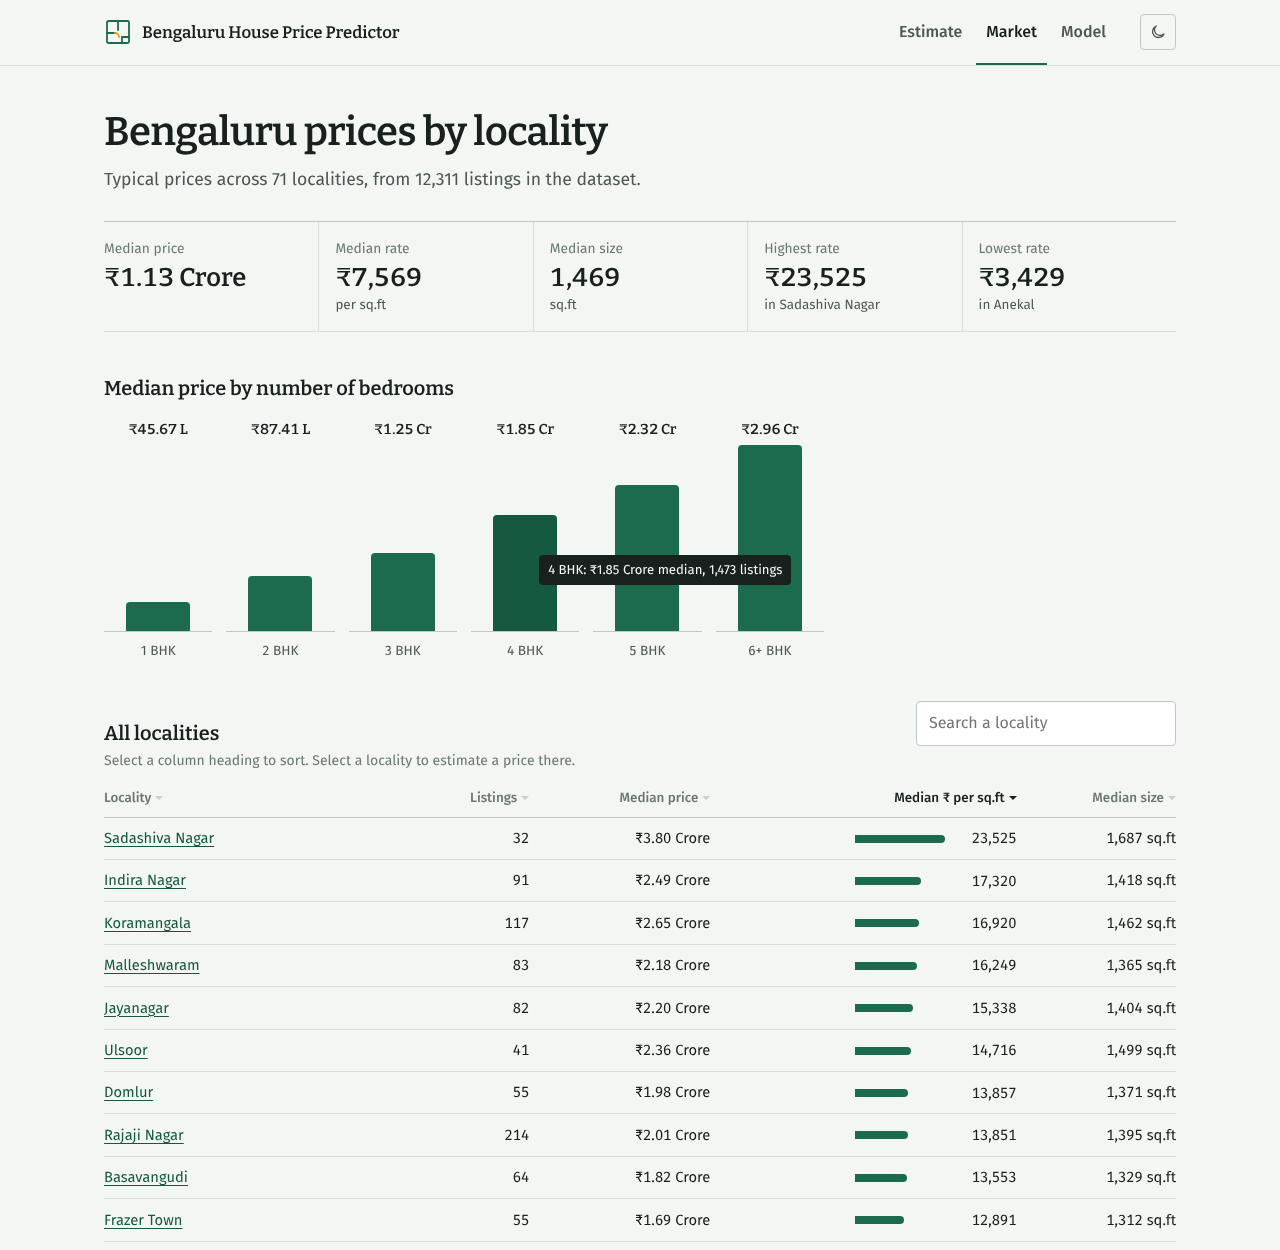 Bengaluru House Price Predictor
Estimate Market Model
Bengaluru prices by locality
Typical prices across 71 localities, from 12,311 listings in the dataset.
Median price Median rate Median size Highest rate Lowest rate
₹1.13 Crore ₹7,569 1,469 ₹23,525 ₹3,429
per sq.ft sq.ft in Sadashiva Nagar in Anekal
Median price by number of bedrooms
₹45.67 L ₹87.41 L ₹1.25 Cr ₹1.85 Cr ₹2.32 Cr ₹2.96 Cr
4 BHK: ₹1.85 Crore median, 1,473 listings
1 BHK 2 BHK 3 BHK 4 BHK 5 BHK 6+ BHK
Search a locality
All localities
Select a column heading to sort. Select a locality to estimate a price there.
Locality Listings Median price Median ₹ per sq.ft Median size
Sadashiva Nagar 32 ₹3.80 Crore 23,525 1,687 sq.ft
Indira Nagar 91 ₹2.49 Crore 17,320 1,418 sq.ft
Koramangala 117 ₹2.65 Crore 16,920 1,462 sq.ft
Malleshwaram 83 ₹2.18 Crore 16,249 1,365 sq.ft
Jayanagar 82 ₹2.20 Crore 15,338 1,404 sq.ft
Ulsoor 41 ₹2.36 Crore 14,716 1,499 sq.ft
Domlur 55 ₹1.98 Crore 13,857 1,371 sq.ft
Rajaji Nagar 214 ₹2.01 Crore 13,851 1,395 sq.ft
Basavangudi 64 ₹1.82 Crore 13,553 1,329 sq.ft
Frazer Town 55 ₹1.69 Crore 12,891 1,312 sq.ft